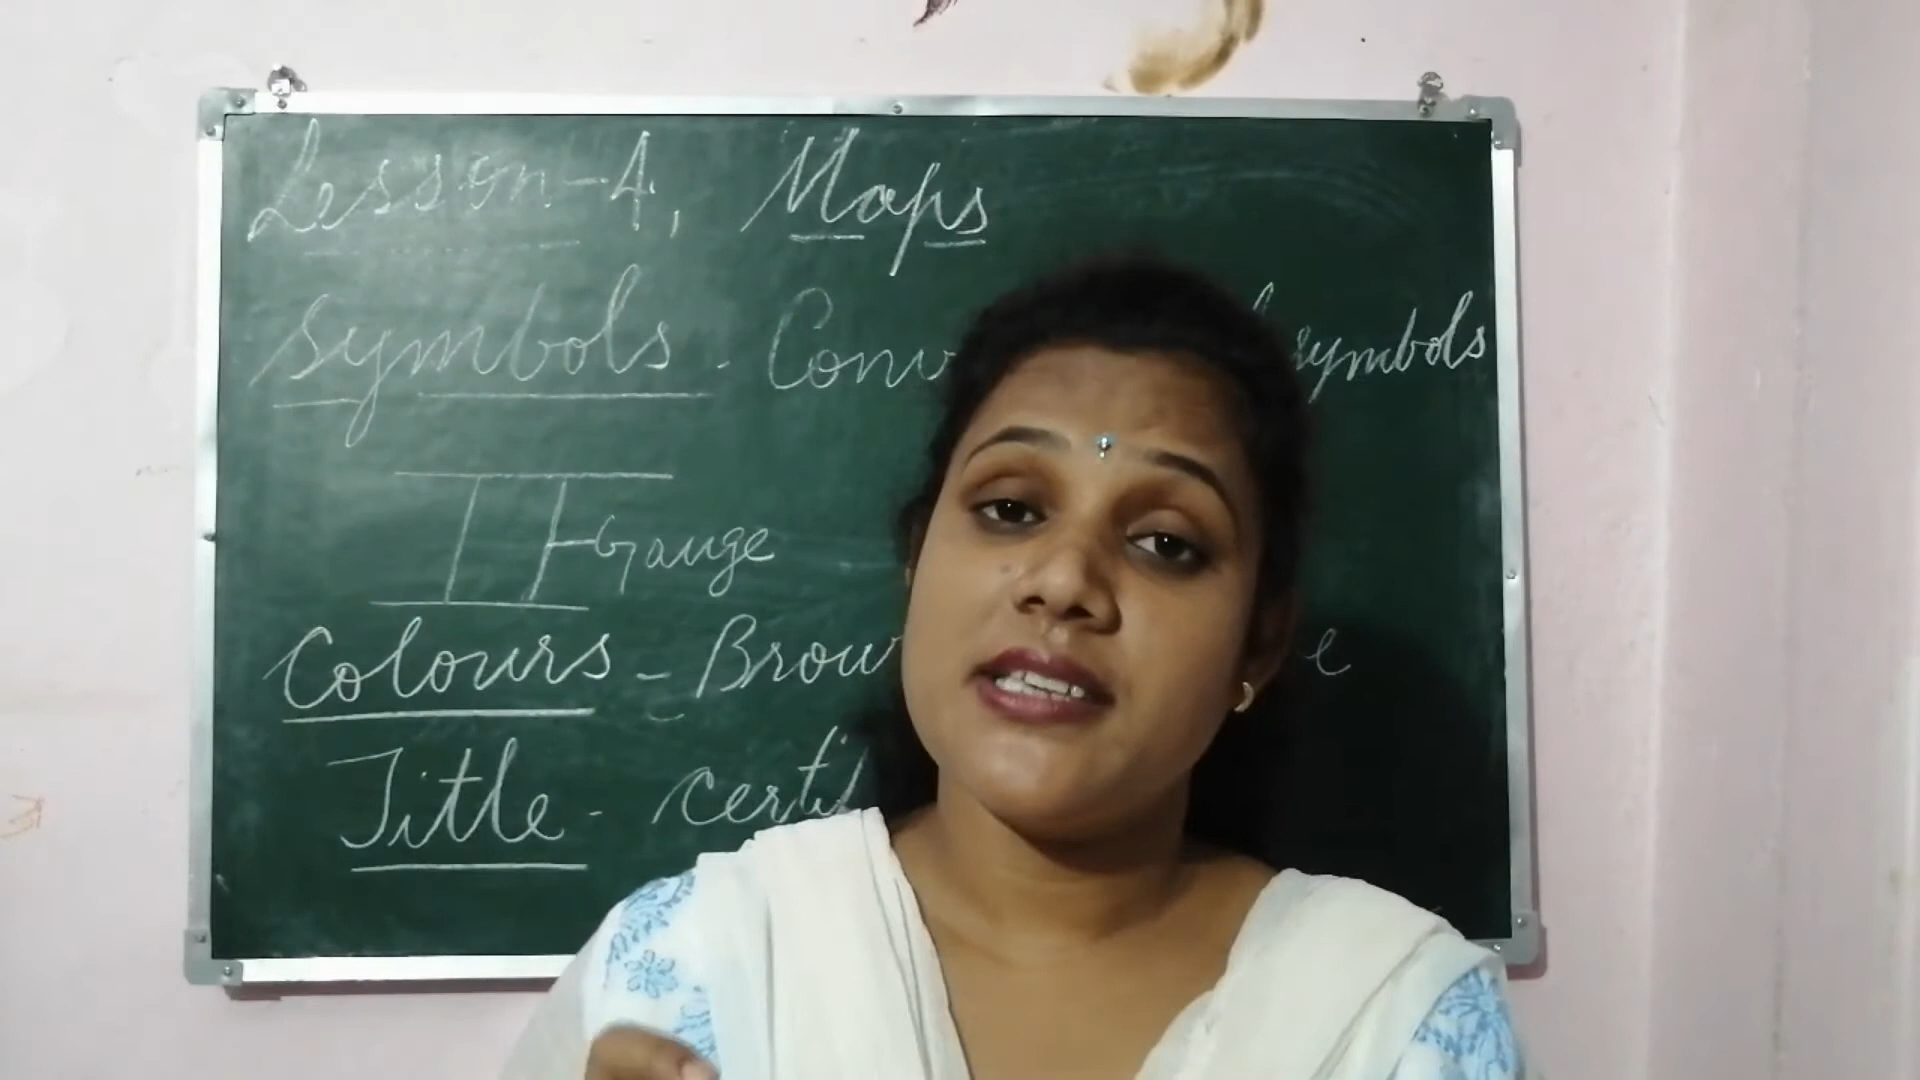 Lesson-4, Maps
Symbols - Conv symbols
Gauge
Colours - Brow e
Title - certi